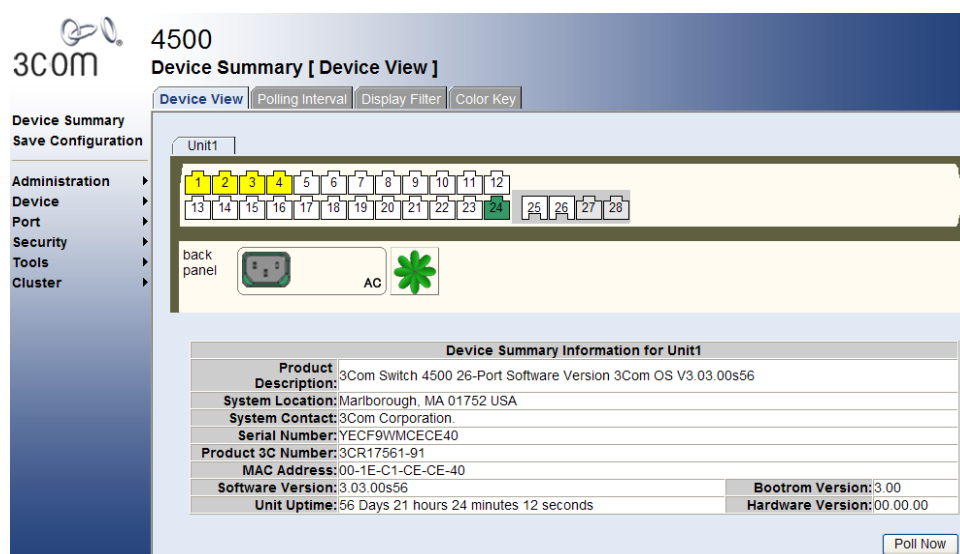 3COM
4500
Device Summary [ Device View ]
Device View Polling Interval Display Filter Color Key
Device Summary
Save Configuration
Administration
Device
Port
Security
Tools
Cluster
Unit1
1 2 3 4 5 6 7 8 9 10 11 12
13 14 15 16 17 18 19 20 21 22 23 24 25 26 27 28
back
panel
AC
Device Summary Information for Unit1
Product
Description: 3Com Switch 4500 26-Port Software Version 3Com OS V3.03.00s56
System Location: Marlborough, MA 01752 USA
System Contact: 3Com Corporation.
Serial Number: YECF9WMCECE40
Product 3C Number: 3CR17561-91
MAC Address: 00-1E-C1-CE-CE-40
Software Version: 3.03.00s56 Bootrom Version: 3.00
Unit Uptime: 56 Days 21 hours 24 minutes 12 seconds Hardware Version: 00.00.00
Poll Now